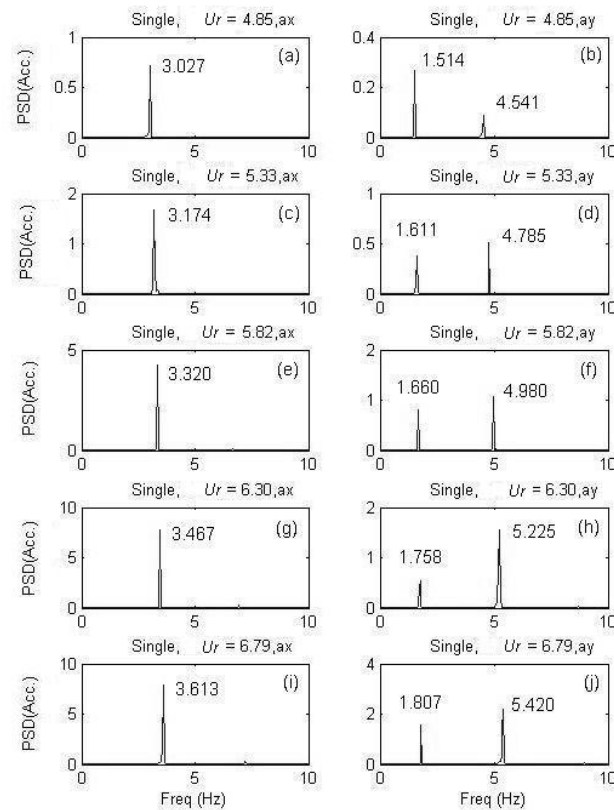 Single, Ur = 4.85,ax
Single, Ur = 4.85,ay
PSD(Acc.)
1
0.5
0
0 5 10
3.027
(a)
0.4
0.2
0
0 5 10
1.514
4.541
(b)
Single, Ur = 5.33,ax
Single, Ur = 5.33,ay
PSD(Acc.)
2
1
0
0 5 10
3.174
(c)
1
0.5
0
0 5 10
1.611
4.785
(d)
Single, Ur = 5.82,ax
Single, Ur = 5.82,ay
PSD(Acc.)
5
0
0 5 10
3.320
(e)
2
1
0
0 5 10
1.660
4.980
(f)
Single, Ur = 6.30,ax
Single, Ur = 6.30,ay
PSD(Acc.)
10
5
0
0 5 10
3.467
(g)
2
1
0
0 5 10
1.758
5.225
(h)
Single, Ur = 6.79,ax
Single, Ur = 6.79,ay
PSD(Acc.)
10
5
0
0 5 10
3.613
(i)
Freq (Hz)
4
2
0
0 5 10
1.807
5.420
(j)
Freq (Hz)